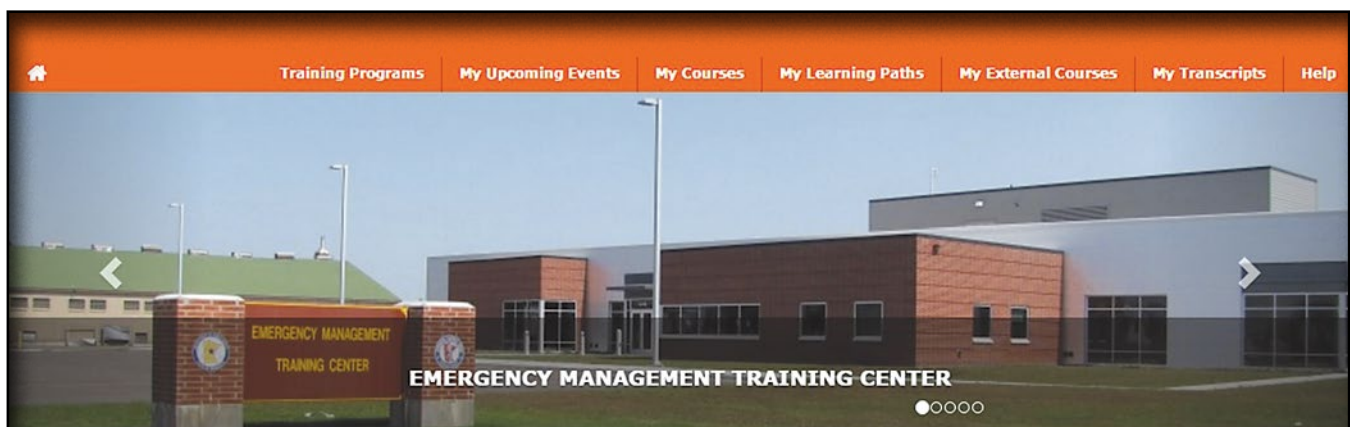 Training Programs My Upcoming Events My Courses My Learning Paths My External Courses My Transcripts Help
EMERGENCY MANAGEMENT
TRAINING CENTER
EMERGENCY MANAGEMENT TRAINING CENTER